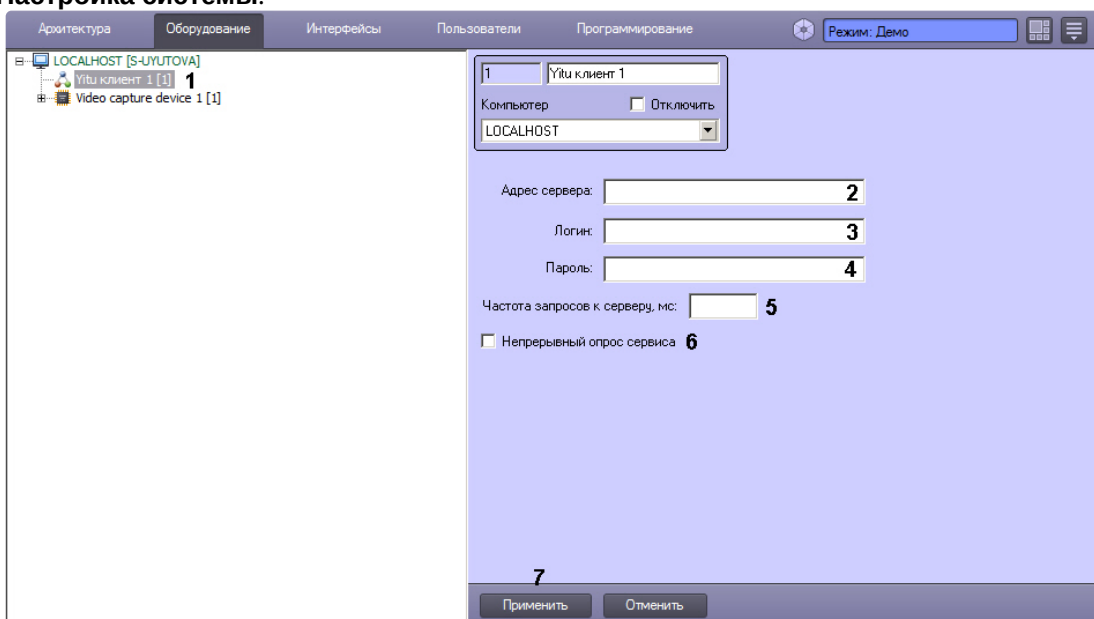 Настройка системы.
Архитектура Оборудование Интерфейсы Пользователи Программирование Режим: Демо
LOCALHOST [S-UYUTOVA]
Yitu клиент 1 [1] 1
Video capture device 1 [1]
1 Yitu клиент 1
Компьютер Отключить
LOCALHOST
Адрес сервера: 2
Логин: 3
Пароль: 4
Частота запросов к серверу, мс: 5
Непрерывный опрос сервиса 6
7
Применить Отменить